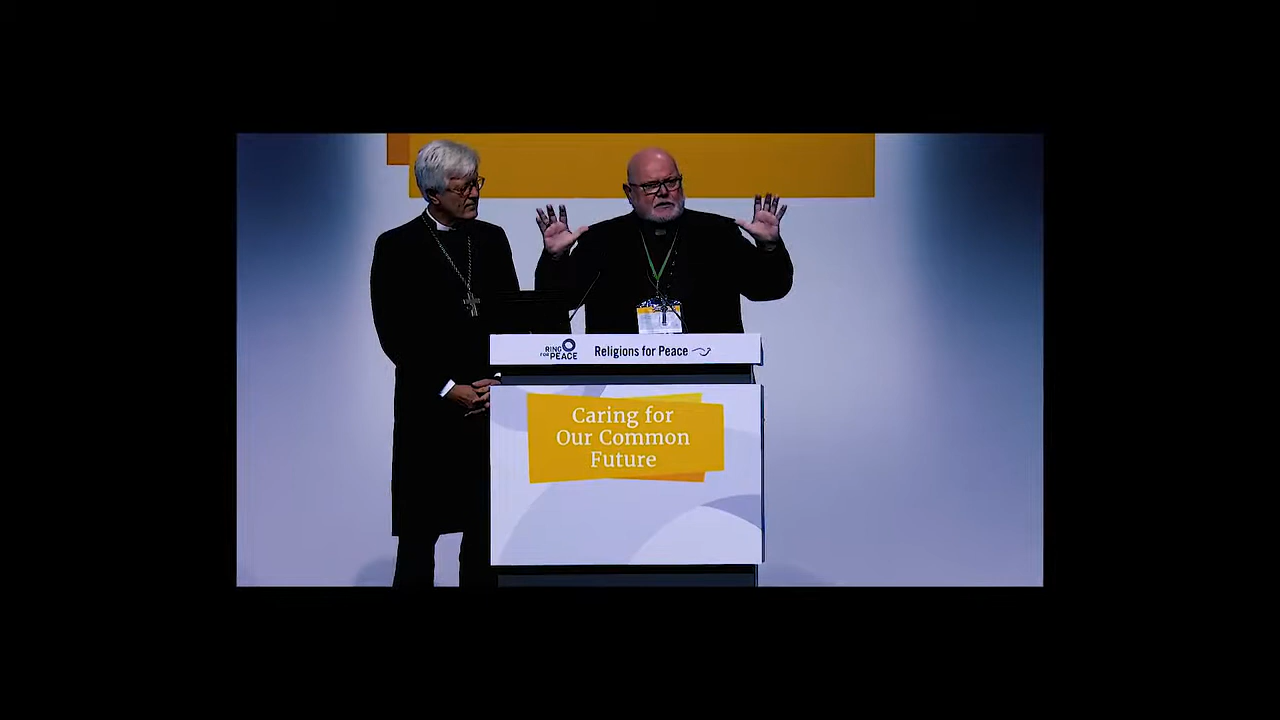 RING
FOR PEACE
Religions for Peace
Caring for
Our Common
Future